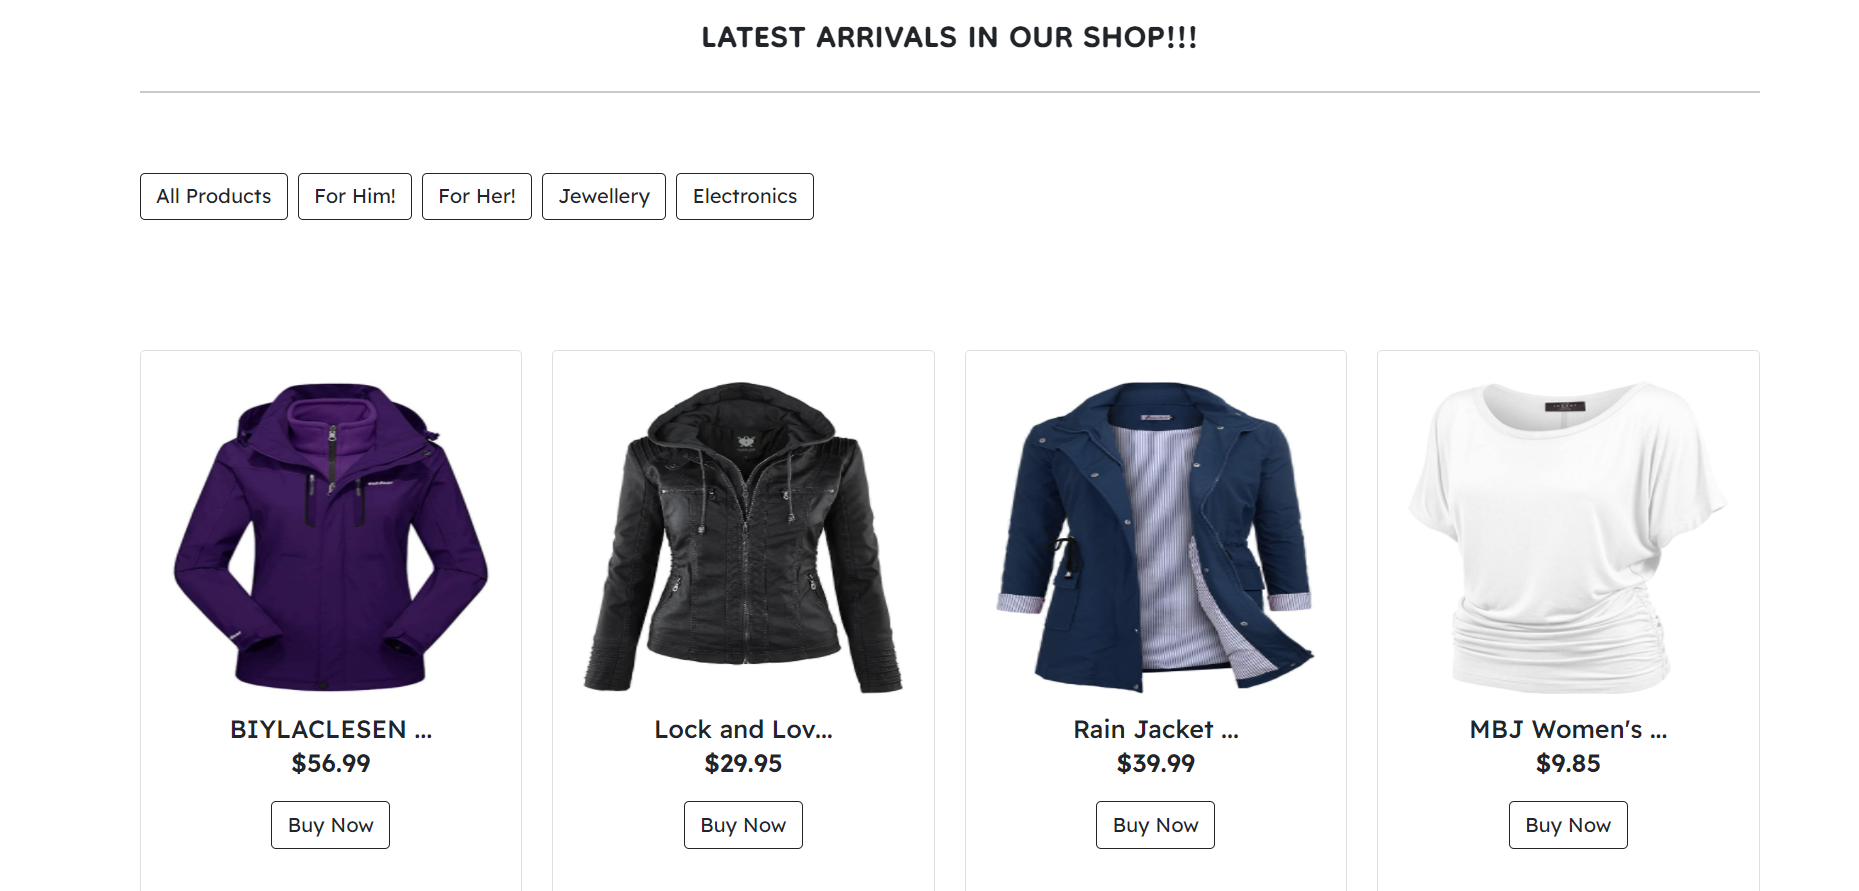 LATEST ARRIVALS IN OUR SHOP!!!
All Products For Him! For Her! Jewellery Electronics
BIYLACLESEN ... Lock and Lov... Rain Jacket ... MBJ Women's ...
$56.99 $29.95 $39.99 $9.85
Buy Now Buy Now Buy Now Buy Now